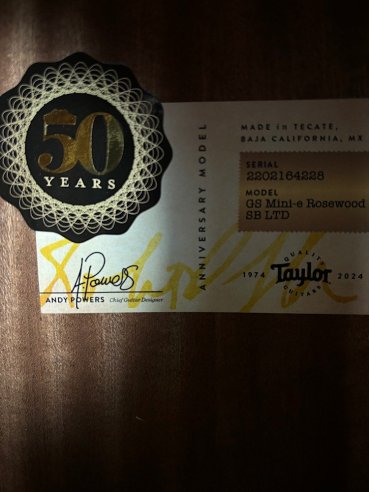 50
YEARS
ANNIVERSARY MODEL
MADE in TECATE,
BAJA CALIFORNIA, MX
SERIAL
2202164228
MODEL
GS Mini-e Rosewood
SB LTD
A.Powers
ANDY POWERS Chief Guitar Designer
QUALITY
1974 Taylor 2024
GUITARS